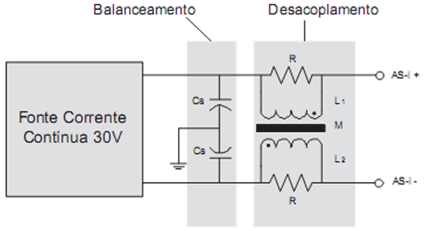 Balanceamento
Desacoplamento
R
AS-I +
Cs
L1
Fonte Corrente
Contínua 30V
M
Cs
L2
AS-I -
R